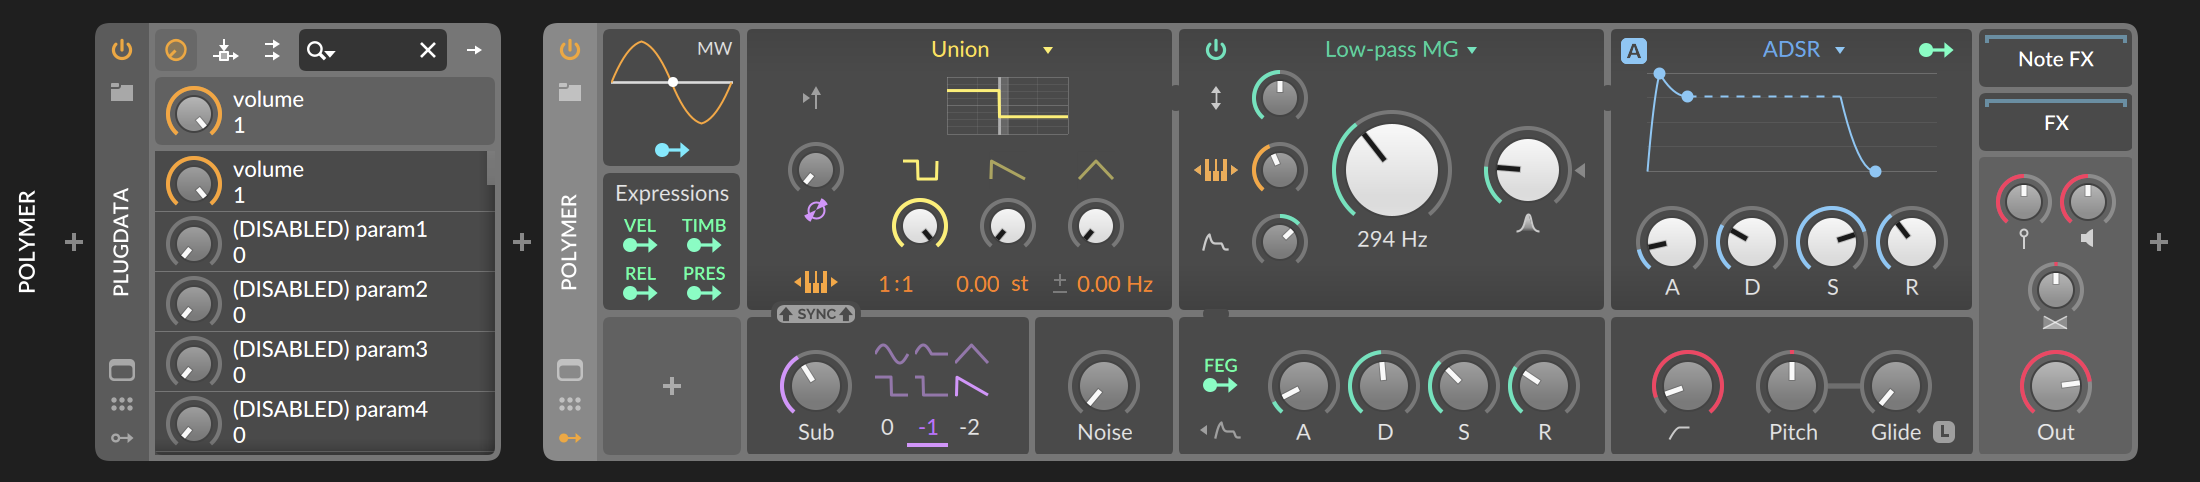 POLYMER
PLUGDATA
volume
1
volume
1
(DISABLED) param1
0
(DISABLED) param2
0
(DISABLED) param3
0
(DISABLED) param4
0
POLYMER
MW
Expressions
VEL TIMB
REL PRES
Union
1:1 0.00 st ± 0.00 Hz
SYNC
Sub
0 -1 -2
Noise
Low-pass MG
294 Hz
FEG
A D S R
A
ADSR
A D S R
Pitch
Glide L
Note FX
FX
Out